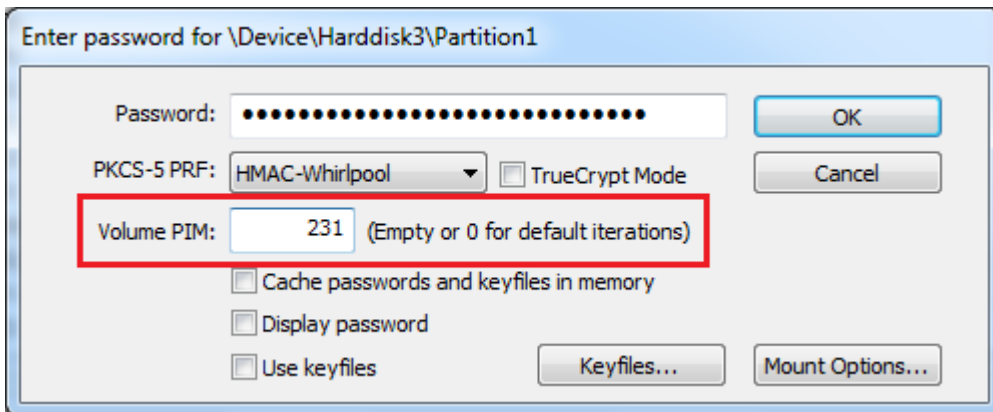 Enter password for \Device\Harddisk3\Partition1
Password: ●●●●●●●●●●●●●●●●●●●●●●●●●●●●● OK
PKCS-5 PRF: HMAC-Whirlpool TrueCrypt Mode Cancel
Volume PIM: 231 (Empty or 0 for default iterations)
Cache passwords and keyfiles in memory
Display password
Use keyfiles Keyfiles... Mount Options...